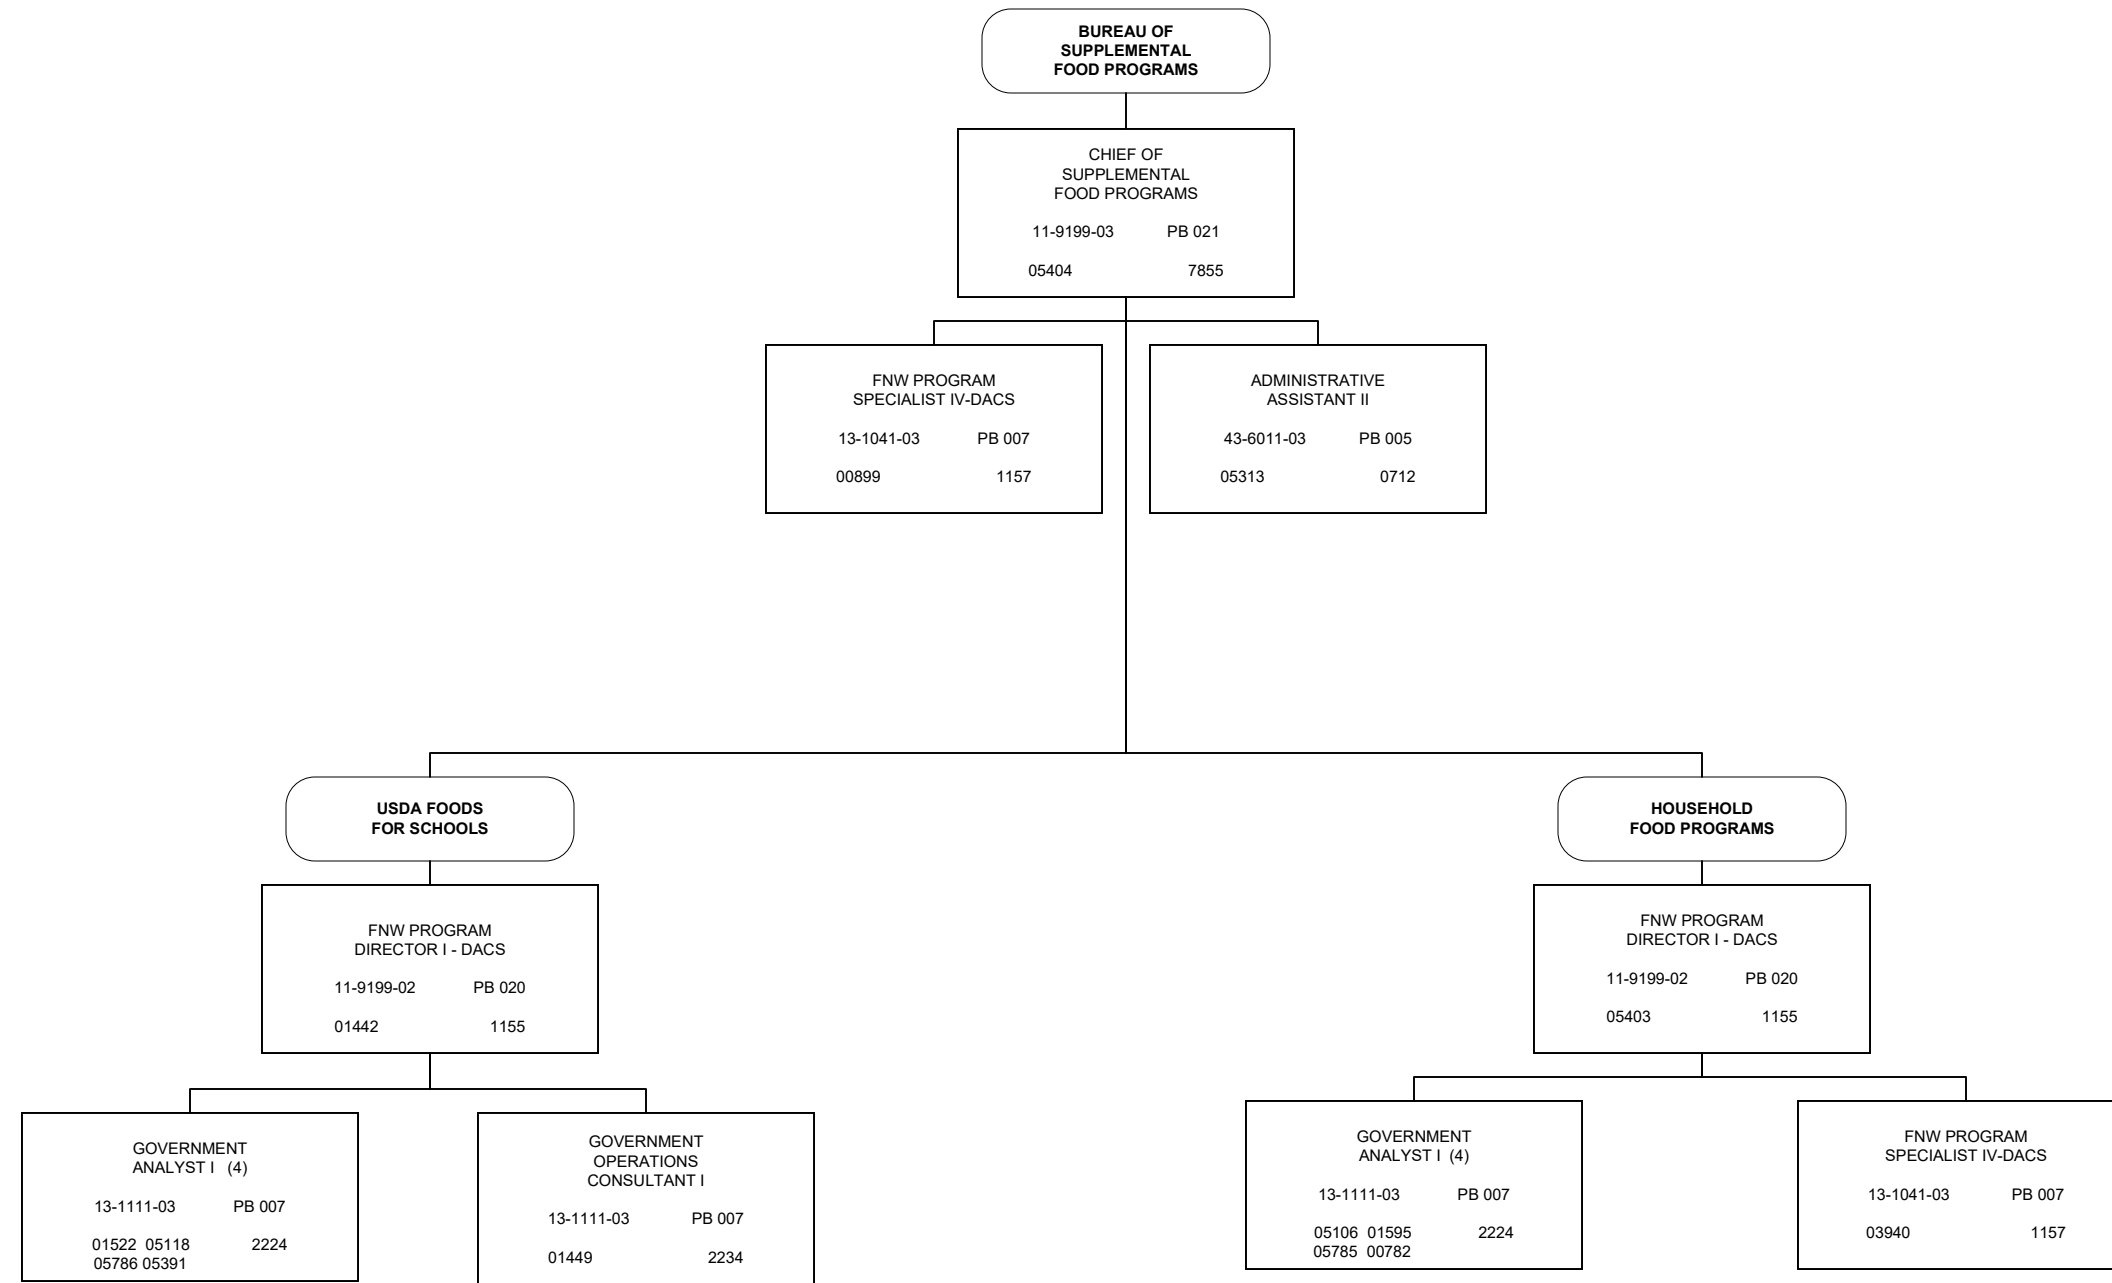 BUREAU OF
SUPPLEMENTAL
FOOD PROGRAMS
CHIEF OF
SUPPLEMENTAL
FOOD PROGRAMS
11-9199-03 PB 021
05404 7855
FNW PROGRAM
SPECIALIST IV-DACS
13-1041-03 PB 007
00899 1157
ADMINISTRATIVE
ASSISTANT II
43-6011-03 PB 005
05313 0712
USDA FOODS
FOR SCHOOLS
FNW PROGRAM
DIRECTOR I - DACS
11-9199-02 PB 020
01442 1155
GOVERNMENT
ANALYST I (4)
13-1111-03 PB 007
01522 05118 2224
05786 05391
GOVERNMENT
OPERATIONS
CONSULTANT I
13-1111-03 PB 007
01449 2234
HOUSEHOLD
FOOD PROGRAMS
FNW PROGRAM
DIRECTOR I - DACS
11-9199-02 PB 020
05403 1155
GOVERNMENT
ANALYST I (4)
13-1111-03 PB 007
05106 01595 2224
05785 00782
FNW PROGRAM
SPECIALIST IV-DACS
13-1041-03 PB 007
03940 1157